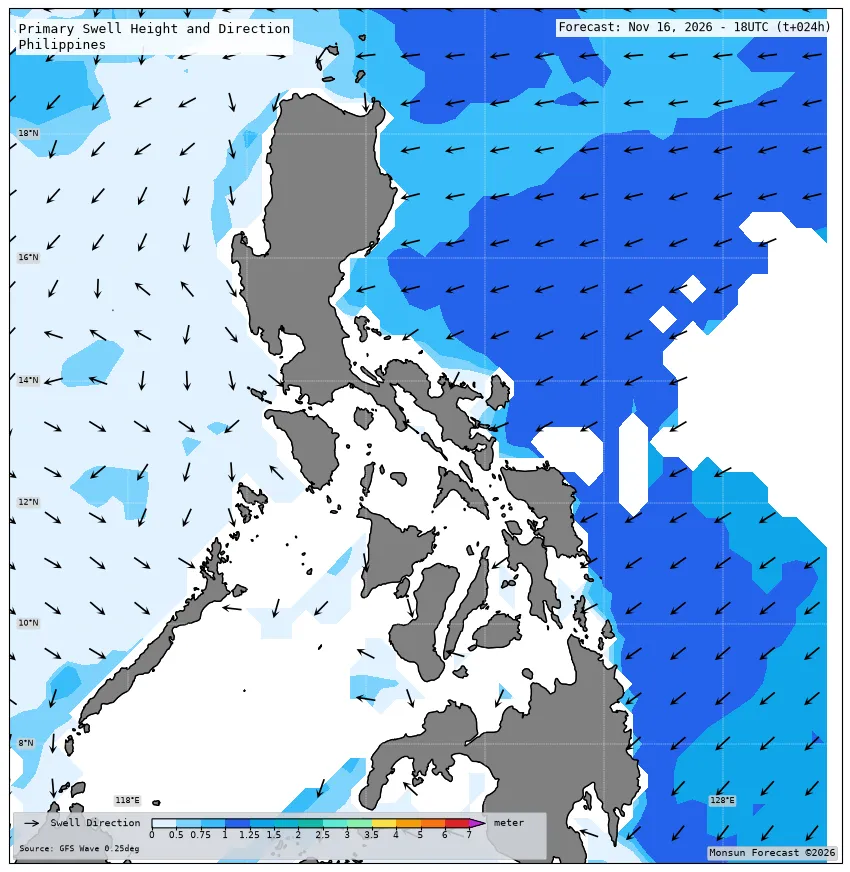 Primary Swell Height and Direction
Philippines
Forecast: Nov 16, 2026 - 18UTC (t+024h)
18°N
16°N
14°N
12°N
10°N
8°N
118°E
128°E
Swell Direction
0 0.5 0.75 1 1.25 1.5 2 2.5 3 3.5 4 5 6 7
meter
Source: GFS Wave 0.25deg
Monsun Forecast ©2026